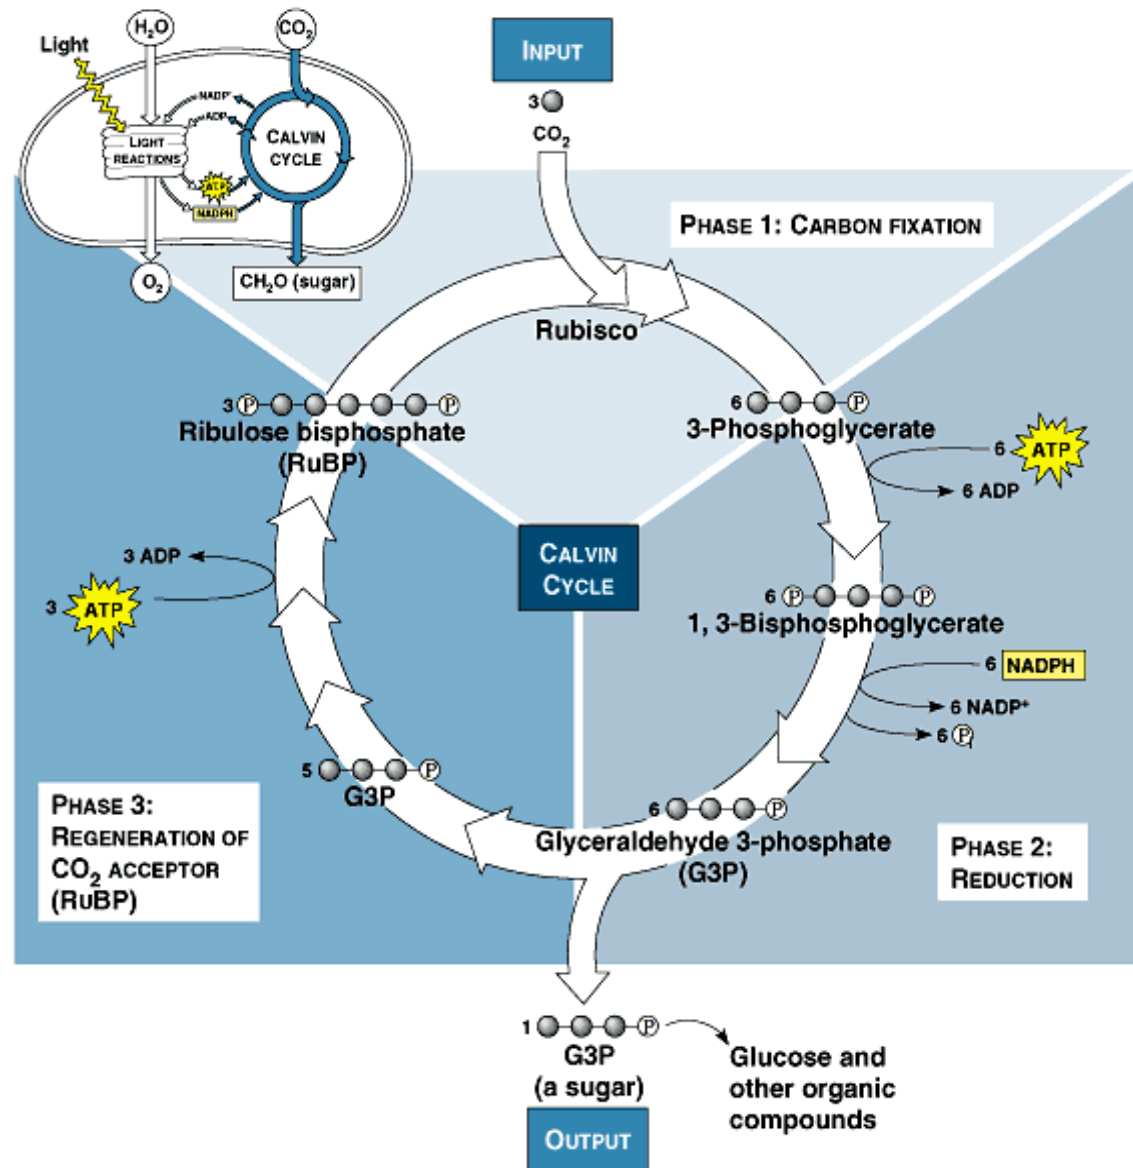 H₂O
CO₂
Light
NADP⁺
ADP
LIGHT
REACTIONS
CALVIN
CYCLE
ATP
NADPH
O₂
CH₂O (sugar)
INPUT
3
CO₂
PHASE 1: CARBON FIXATION
Rubisco
3 P P
Ribulose bisphosphate
(RuBP)
6 P
3-Phosphoglycerate
6 ATP
6 ADP
CALVIN
CYCLE
3 ADP
3 ATP
6 P P
1, 3-Bisphosphoglycerate
6 NADPH
6 NADP⁺
6 Pi
5 P
G3P
6 P
Glyceraldehyde 3-phosphate
(G3P)
PHASE 3:
REGENERATION OF
CO₂ ACCEPTOR
(RuBP)
PHASE 2:
REDUCTION
1 P
G3P
(a sugar)
Glucose and
other organic
compounds
OUTPUT